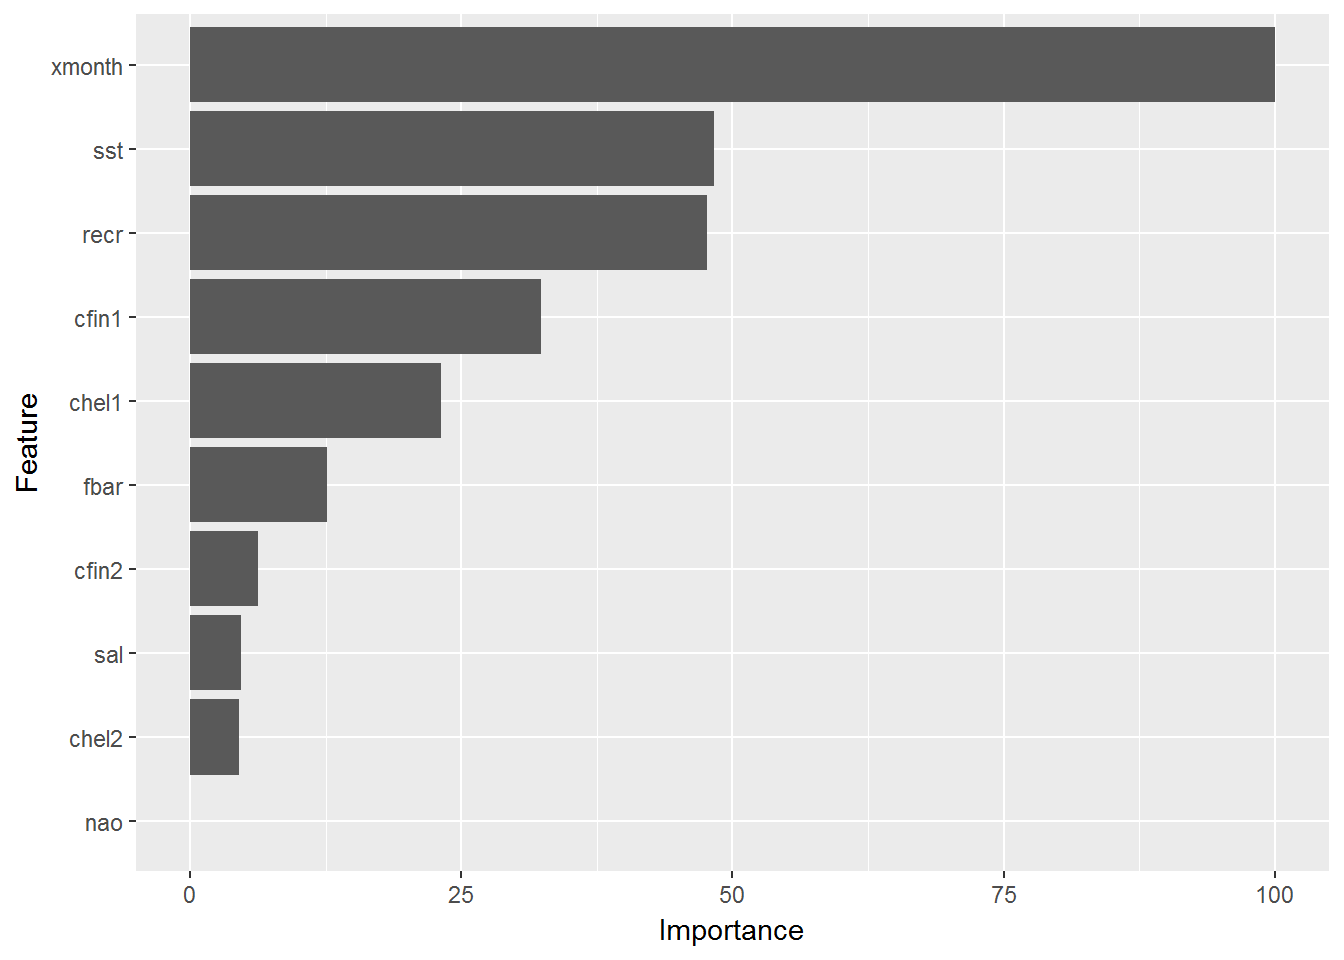 xmonth
sst
recr
cfin1
chel1
fbar
cfin2
sal
chel2
nao
Feature
0 25 50 75 100
Importance